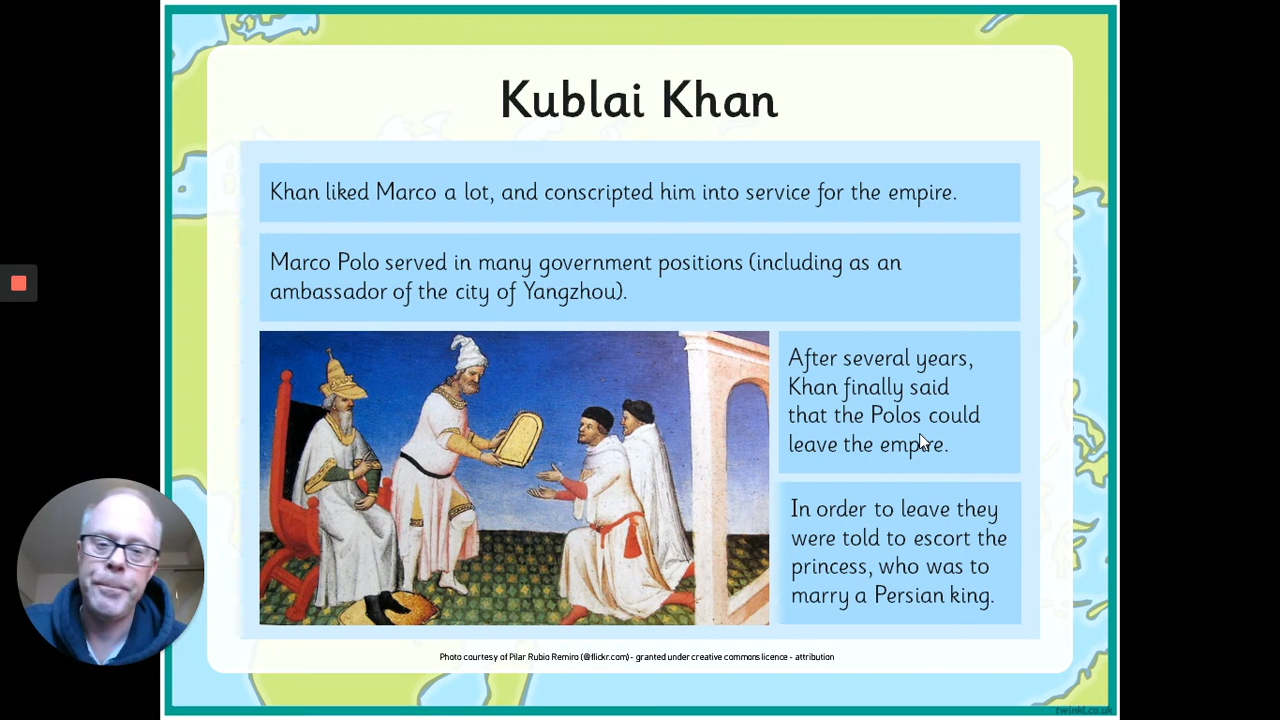 Kublai Khan
Khan liked Marco a lot, and conscripted him into service for the empire.
Marco Polo served in many government positions (including as an
ambassador of the city of Yangzhou).
After several years,
Khan finally said
that the Polos could
leave the empire.
In order to leave they
were told to escort the
princess, who was to
marry a Persian king.
Photo courtesy of Pilar Rubio Remiro (@flickr.com) - granted under creative commons licence - attribution
twinkl.co.uk